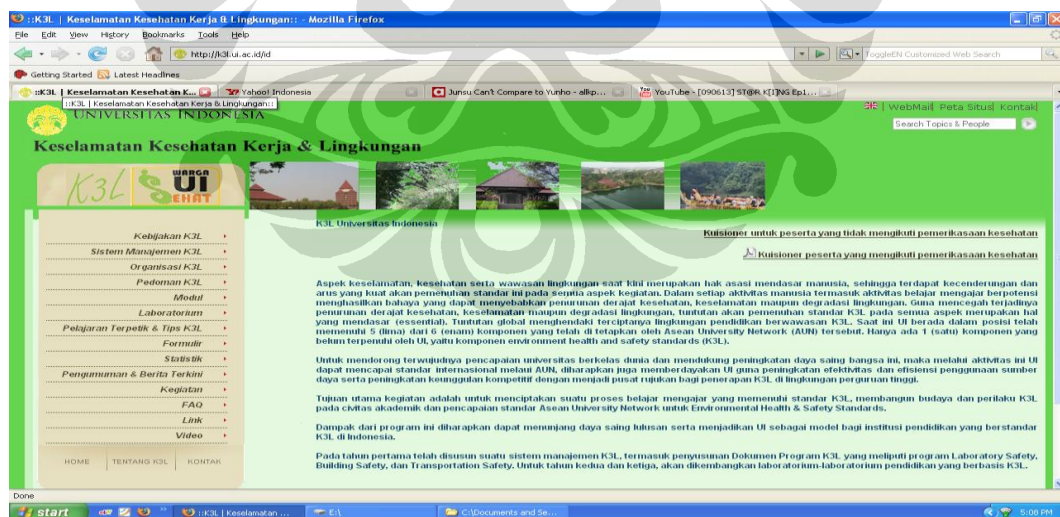 ::K3L | Keselamatan Kesehatan Kerja & Lingkungan:: - Mozilla Firefox
File Edit View History Bookmarks Tools Help
http://k3l.ui.ac.id/id
ToggleEN Customized Web Search
Getting Started Latest Headlines
::K3L | Keselamatan Kesehatan K... Yahoo! Indonesia Junsu Can't Compare to Yunho - allkp... YouTube - [090613] ST@R K[I]NG Ep1...
::K3L | Keselamatan Kesehatan Kerja & Lingkungan::
UNIVERSITAS INDONESIA
| WebMail| Peta Situs| Kontak|
Search Topics & People
Keselamatan Kesehatan Kerja & Lingkungan
K3L WARGA UI SEHAT
Kebijakan K3L
Sistem Manajemen K3L
Organisasi K3L
Pedoman K3L
Modul
Laboratorium
Pelajaran Terpetik & Tips K3L
Formulir
Statistik
Pengumuman & Berita Terkini
Kegiatan
FAQ
Link
Video
HOME TENTANG K3L KONTAK
K3L Universitas Indonesia
Kuisioner untuk peserta yang tidak mengikuti pemerikasaan kesehatan
Kuisioner peserta yang mengikuti pemerikasaan kesehatan
Aspek keselamatan, kesehatan serta wawasan lingkungan saat kini merupakan hak asasi mendasar manusia, sehingga terdapat kecenderungan dan
arus yang kuat akan pemenuhan standar ini pada semua aspek kegiatan. Dalam setiap aktivitas manusia termasuk aktivitas belajar mengajar berpotensi
menghasilkan bahaya yang dapat menyebabkan penurunan derajat kesehatan, keselamatan maupun degradasi lingkungan. Guna mencegah terjadinya
penurunan derajat kesehatan, keselamatan maupun degradasi lingkungan, tuntutan akan pemenuhan standar K3L pada semua aspek merupakan hal
yang mendasar (essential). Tuntutan global menghendaki terciptanya lingkungan pendidikan berwawasan K3L. Saat ini UI berada dalam posisi telah
memenuhi 5 (lima) dari 6 (enam) komponen yang telah di tetapkan oleh Asean University Network (AUN) tersebut. Hanya ada 1 (satu) komponen yang
belum terpenuhi oleh UI, yaitu komponen environment health and safety standards (K3L).
Untuk mendorong terwujudnya pencapaian universitas berkelas dunia dan mendukung peningkatan daya saing bangsa ini, maka melalui aktivitas ini UI
dapat mencapai standar internasional melaui AUN, diharapkan juga memberdayakan UI guna peningkatan efektivitas dan efisiensi penggunaan sumber
daya serta peningkatan keunggulan kompetitif dengan menjadi pusat rujukan bagi penerapan K3L di lingkungan perguruan tinggi.
Tujuan utama kegiatan adalah untuk menciptakan suatu proses belajar mengajar yang memenuhi standar K3L, membangun budaya dan perilaku K3L
pada civitas akademik dan pencapaian standar Asean University Network untuk Environmental Health & Safety Standards.
Dampak dari program ini diharapkan dapat menunjang daya saing lulusan serta menjadikan UI sebagai model bagi institusi pendidikan yang berstandar
K3L di Indonesia.
Pada tahun pertama telah disusun suatu sistem manajemen K3L, termasuk penyusunan Dokumen Program K3L yang meliputi program Laboratory Safety,
Building Safety, dan Transportation Safety. Untuk tahun kedua dan ketiga, akan dikembangkan laboratorium-laboratorium pendidikan yang berbasis K3L.
Done
start ::K3L | Keselamatan ... E:\ C:\Documents and Se... 5:08 PM